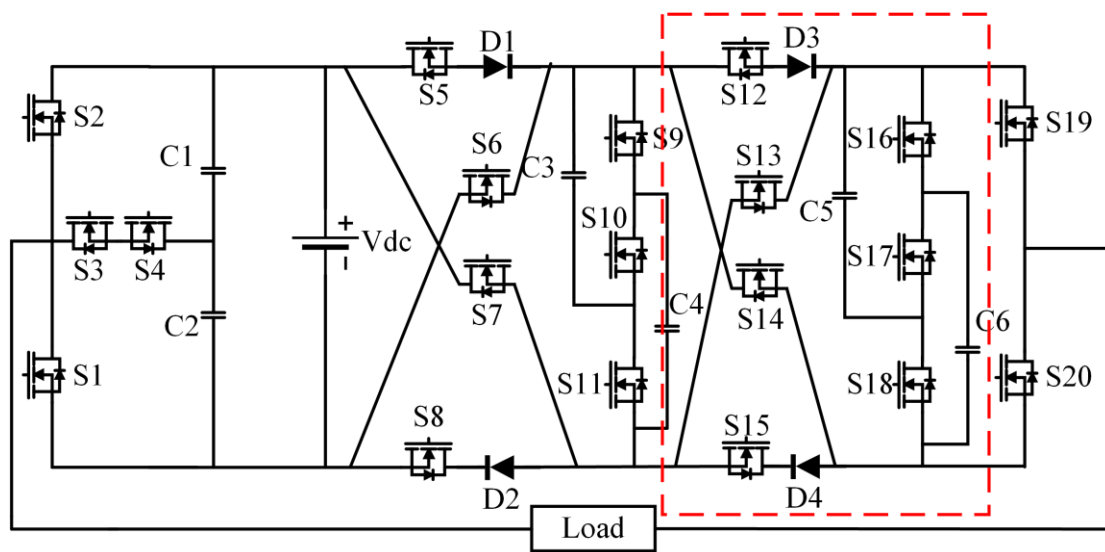 D1
D3
S5
S12
S2
S9
S16
S19
S6
S13
C1
C3
S10
C5
+
Vdc
−
S17
S3
S4
S7
S14
C2
C4
C6
S1
S11
S18
S20
S8
S15
D2
D4
Load